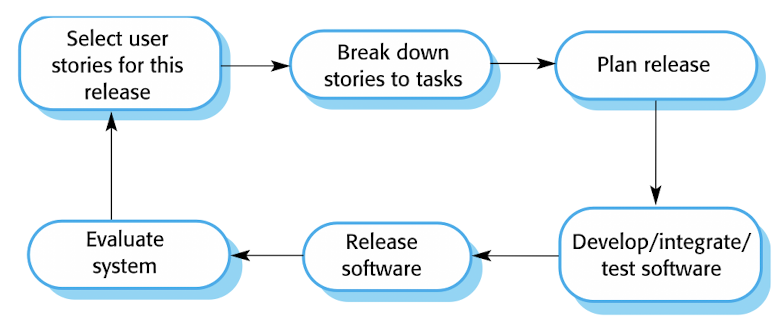 Select user
stories for this
release
Break down
stories to tasks
Plan release
Develop/integrate/
test software
Release
software
Evaluate
system